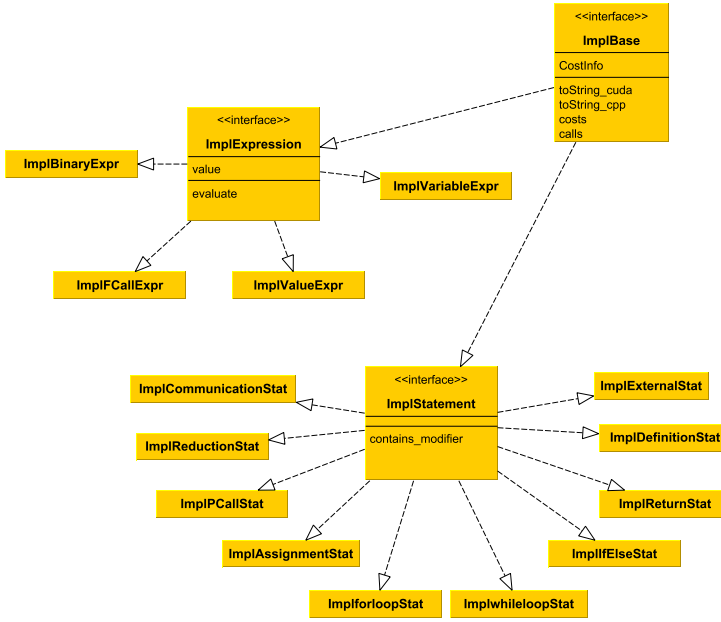 <<interface>>
ImplBase
CostInfo
toString_cuda
toString_cpp
costs
calls
<<interface>>
ImplExpression
value
evaluate
ImplBinaryExpr
ImplVariableExpr
ImplFCallExpr
ImplValueExpr
<<interface>>
ImplStatement
contains_modifier
ImplCommunicationStat
ImplExternalStat
ImplReductionStat
ImplDefinitionStat
ImplPCallStat
ImplReturnStat
ImplAssignmentStat
ImplIfElseStat
ImplforloopStat
ImplwhileloopStat